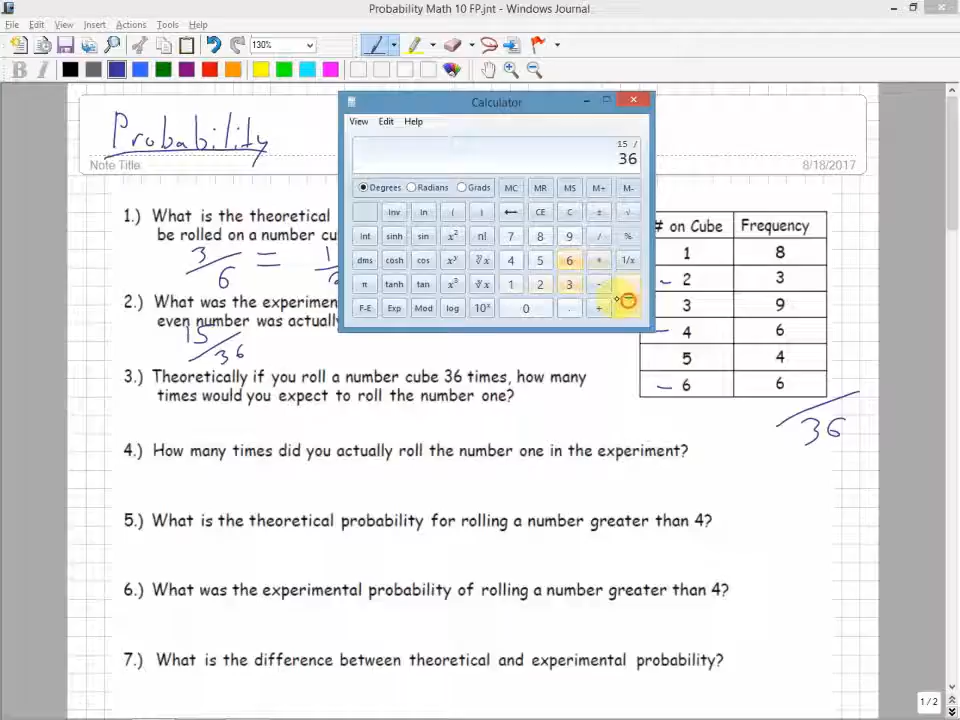 Probability Math 10 FP.jnt - Windows Journal
File Edit View Insert Actions Tools Help
130%
B I
Probability
Note Title
8/18/2017
Calculator
View Edit Help
15 /
36
Degrees Radians Grads MC MR MS M+ M-
Inv ln ( ) ← CE C ± √
Int sinh sin x² n! 7 8 9 / %
dms cosh cos 4 5 6 * 1/x
π tanh tan x³ 1 2 3 - =
F-E Exp Mod log 10ˣ 0 . +
1.) What is the theoretical
be rolled on a number cu
3/6 = 1/
2.) What was the experimen
even number was actuall
15/36
3.) Theoretically if you roll a number cube 36 times, how many
times would you expect to roll the number one?
4.) How many times did you actually roll the number one in the experiment?
5.) What is the theoretical probability for rolling a number greater than 4?
6.) What was the experimental probability of rolling a number greater than 4?
7.) What is the difference between theoretical and experimental probability?
# on Cube Frequency
1 8
- 2 3
3 9
- 4 6
5 4
- 6 6
36
1 / 2